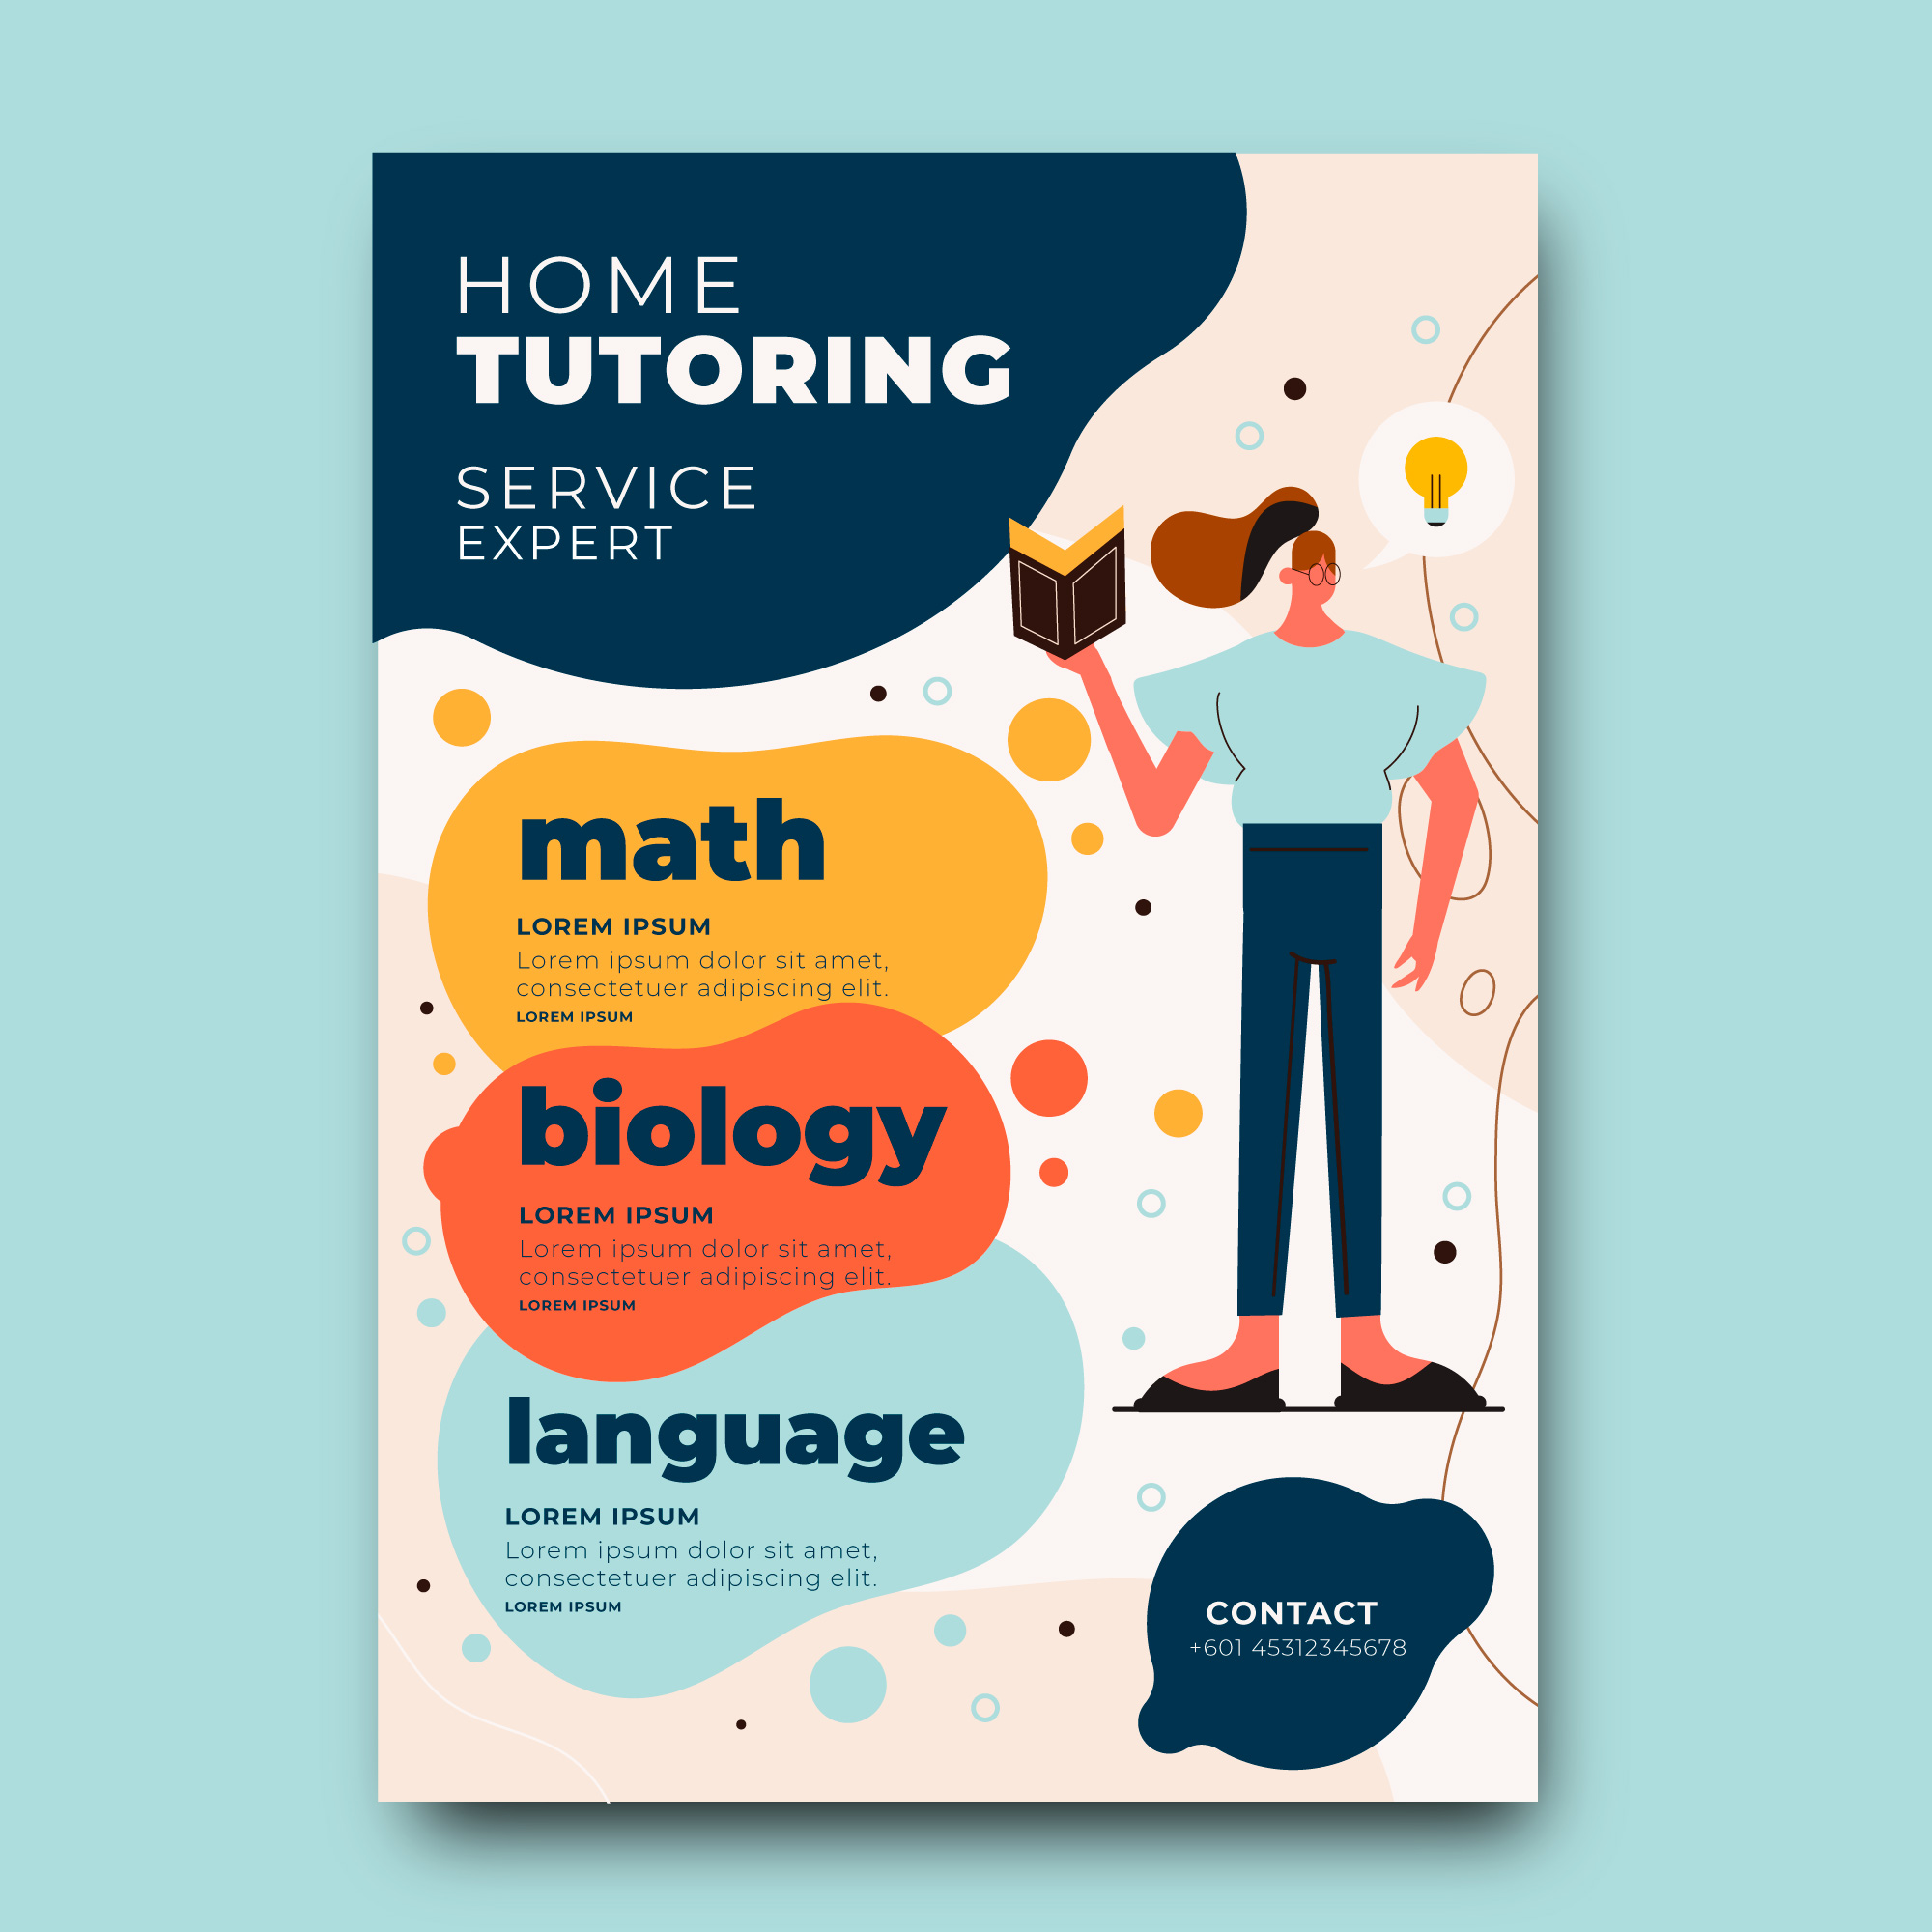 HOME
TUTORING
SERVICE
EXPERT
math
LOREM IPSUM
Lorem ipsum dolor sit amet,
consectetuer adipiscing elit.
LOREM IPSUM
biology
LOREM IPSUM
Lorem ipsum dolor sit amet,
consectetuer adipiscing elit.
LOREM IPSUM
language
LOREM IPSUM
Lorem ipsum dolor sit amet,
consectetuer adipiscing elit.
LOREM IPSUM
CONTACT
+601 45312345678